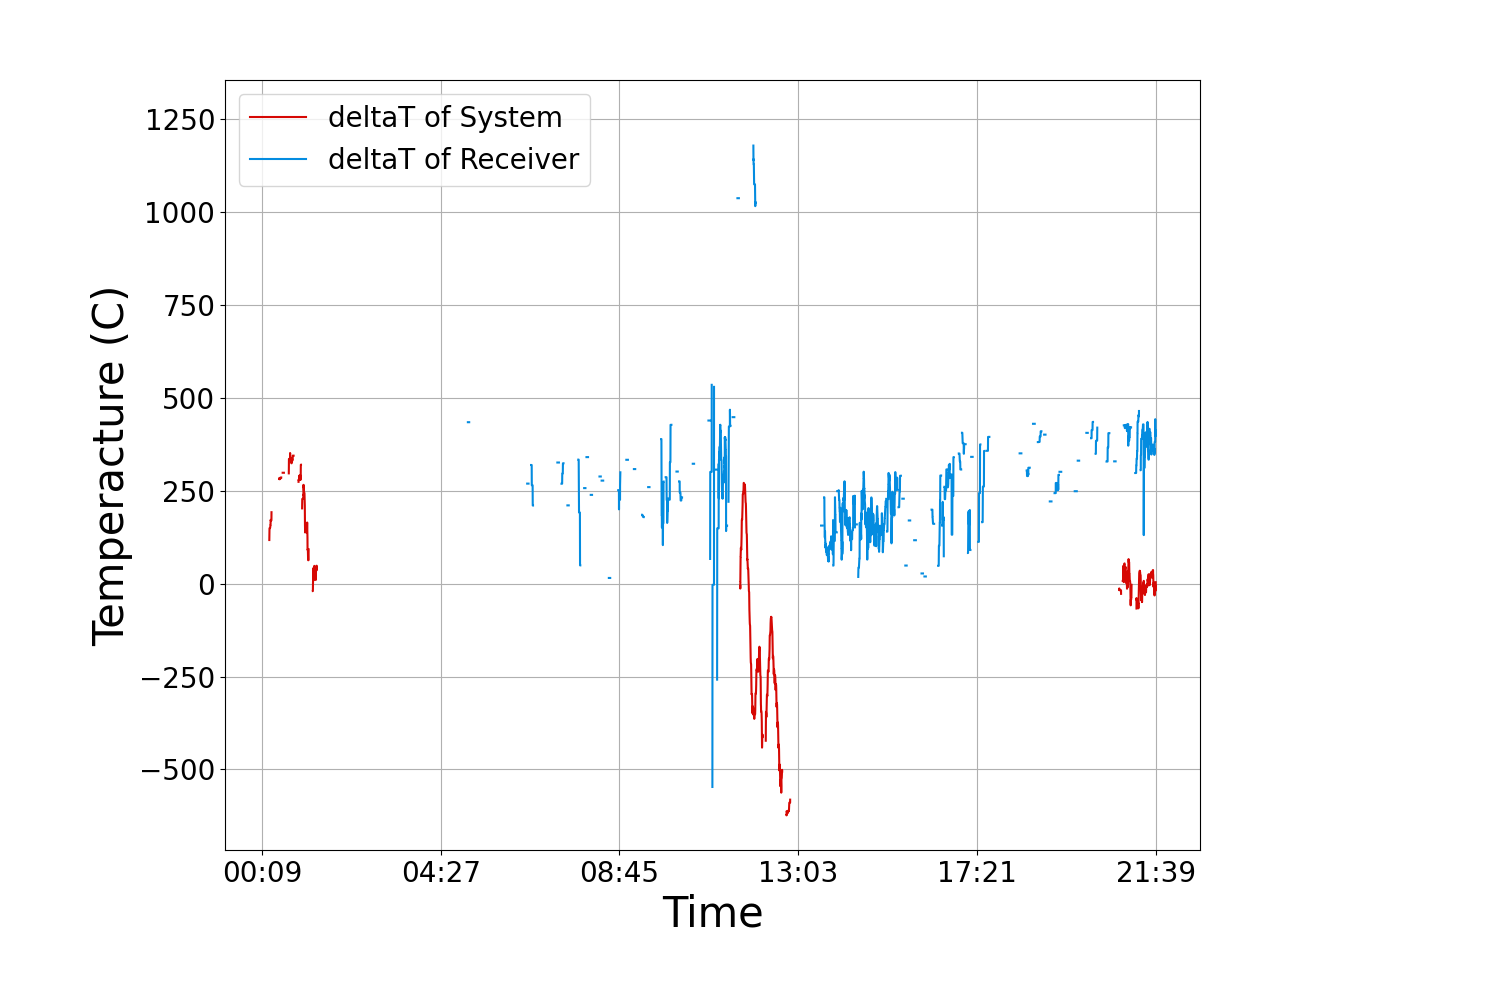 deltaT of System
deltaT of Receiver
1250
1000
750
500
250
0
−250
−500
Temperacture (C)
00:09 04:27 08:45 13:03 17:21 21:39
Time